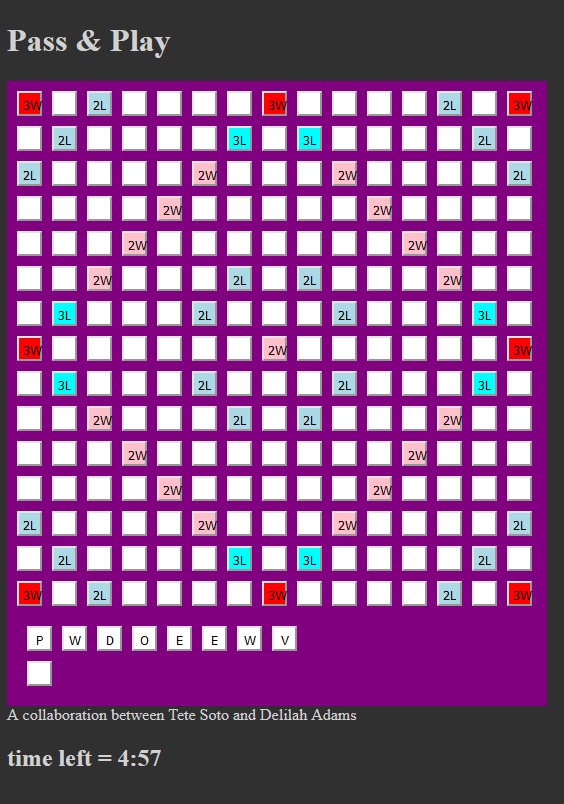 Pass & Play
3W 2L 3W 2L 3W
2L 3L 3L 2L
2L 2W 2W 2L
2W 2W
2W 2W
2W 2L 2L 2W
3L 2L 2L 3L
3W 2W 3W
3L 2L 2L 3L
2W 2L 2L 2W
2W 2W
2W 2W
2L 2W 2W 2L
2L 3L 3L 2L
3W 2L 3W 2L 3W
P W D O E E W V
A collaboration between Tete Soto and Delilah Adams
time left = 4:57